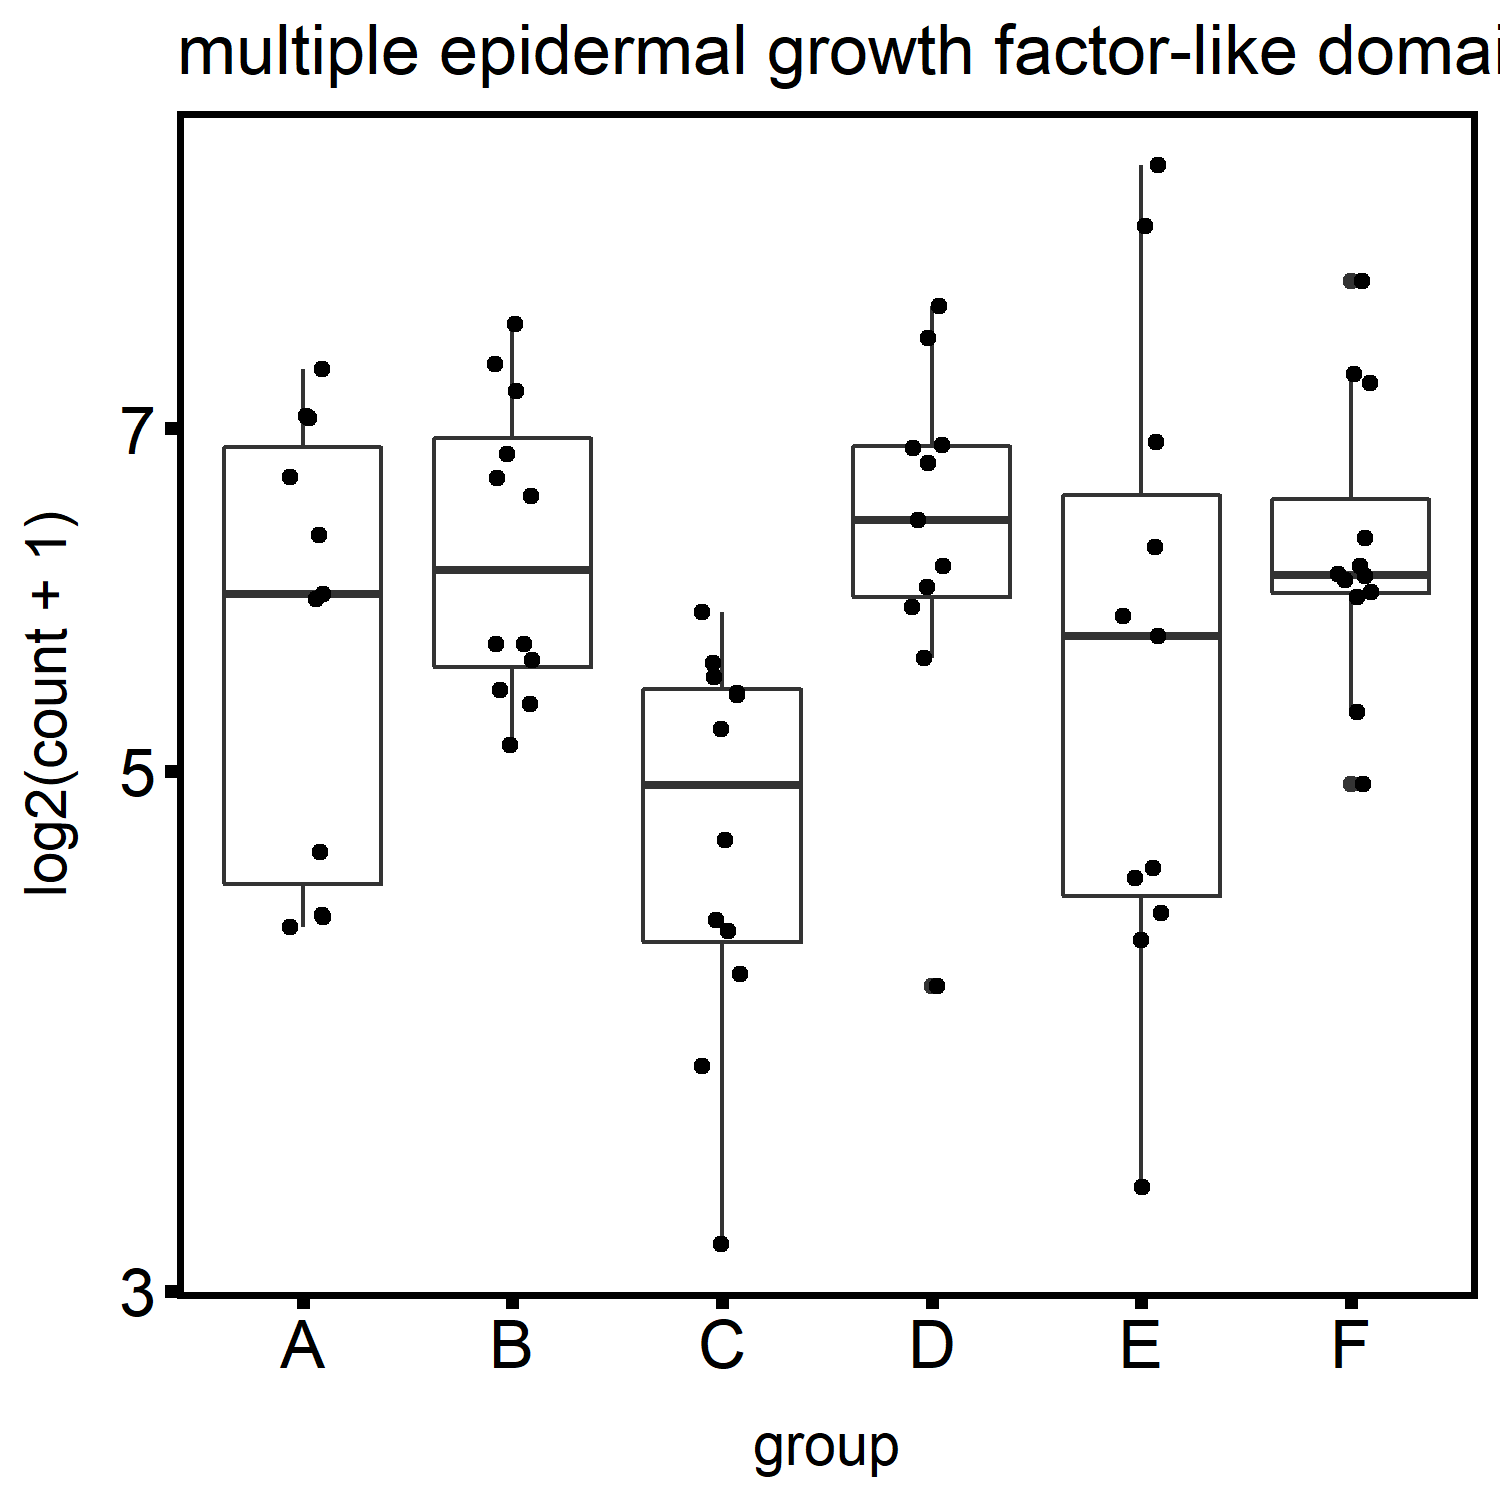 multiple epidermal growth factor-like domai
log2(count + 1)
7
5
3
A B C D E F
group